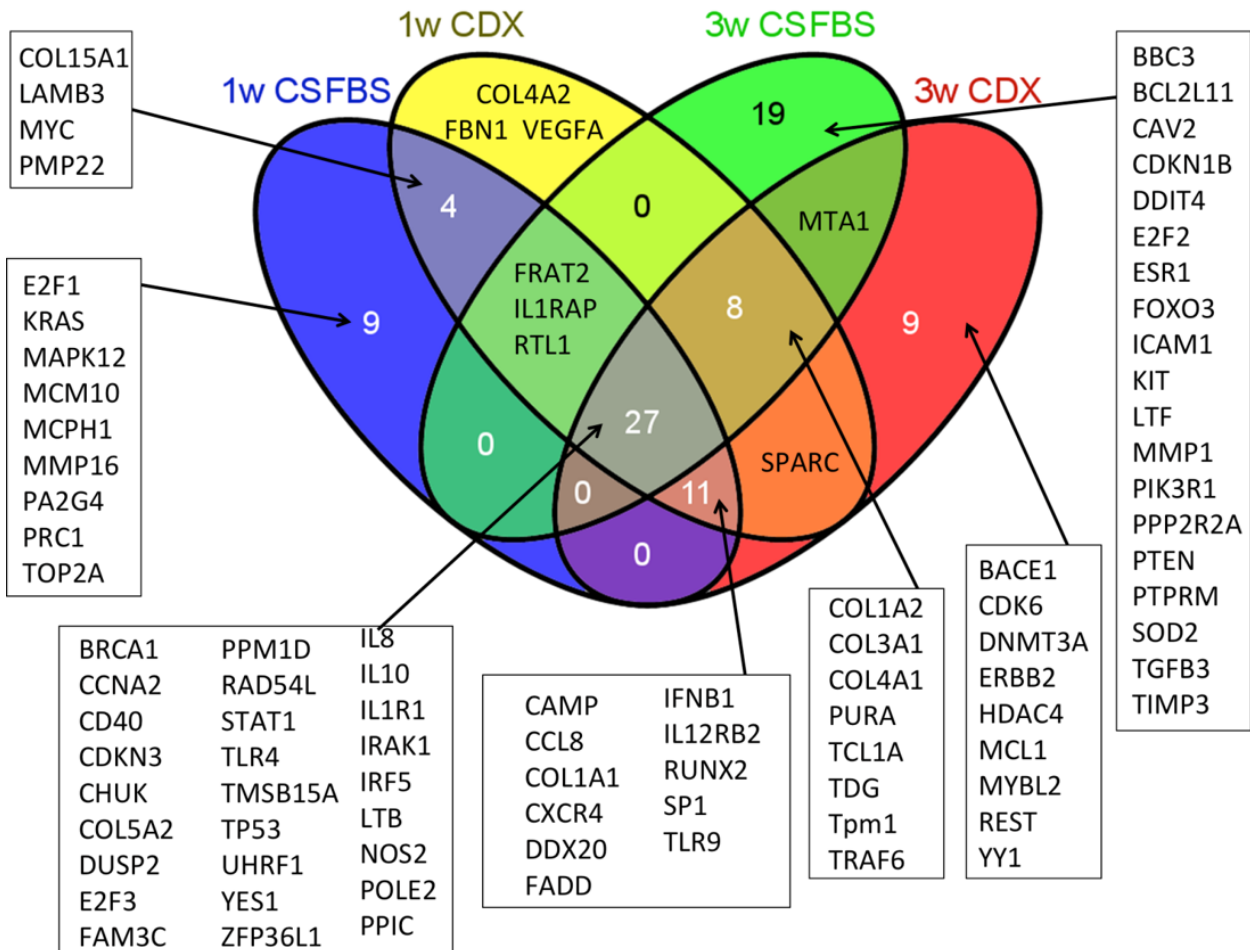 1w CDX
3w CSFBS
1w CSFBS
3w CDX
COL15A1
LAMB3
MYC
PMP22
COL4A2
FBN1 VEGFA
19
4
0
MTA1
E2F1
KRAS
MAPK12
MCM10
MCPH1
MMP16
PA2G4
PRC1
TOP2A
9
FRAT2
IL1RAP
RTL1
8
9
27
0
SPARC
0
11
0
BBC3
BCL2L11
CAV2
CDKN1B
DDIT4
E2F2
ESR1
FOXO3
ICAM1
KIT
LTF
MMP1
PIK3R1
PPP2R2A
PTEN
PTPRM
SOD2
TGFB3
TIMP3
BRCA1
CCNA2
CD40
CDKN3
CHUK
COL5A2
DUSP2
E2F3
FAM3C
PPM1D
RAD54L
STAT1
TLR4
TMSB15A
TP53
UHRF1
YES1
ZFP36L1
IL8
IL10
IL1R1
IRAK1
IRF5
LTB
NOS2
POLE2
PPIC
CAMP
CCL8
COL1A1
CXCR4
DDX20
FADD
IFNB1
IL12RB2
RUNX2
SP1
TLR9
COL1A2
COL3A1
COL4A1
PURA
TCL1A
TDG
Tpm1
TRAF6
BACE1
CDK6
DNMT3A
ERBB2
HDAC4
MCL1
MYBL2
REST
YY1